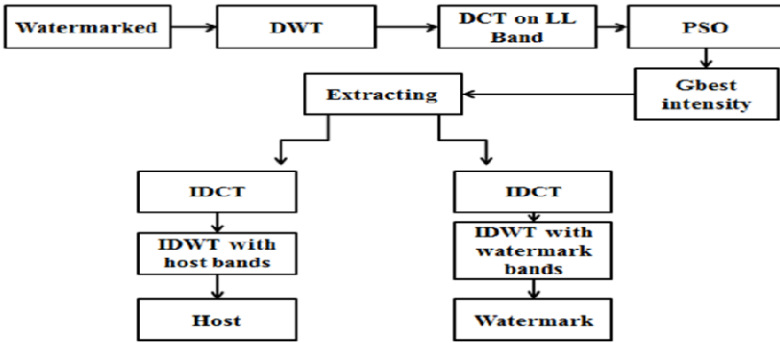 Watermarked
DWT
DCT on LL
Band
PSO
Gbest
intensity
Extracting
IDCT
IDWT with
host bands
Host
IDCT
IDWT with
watermark
bands
Watermark